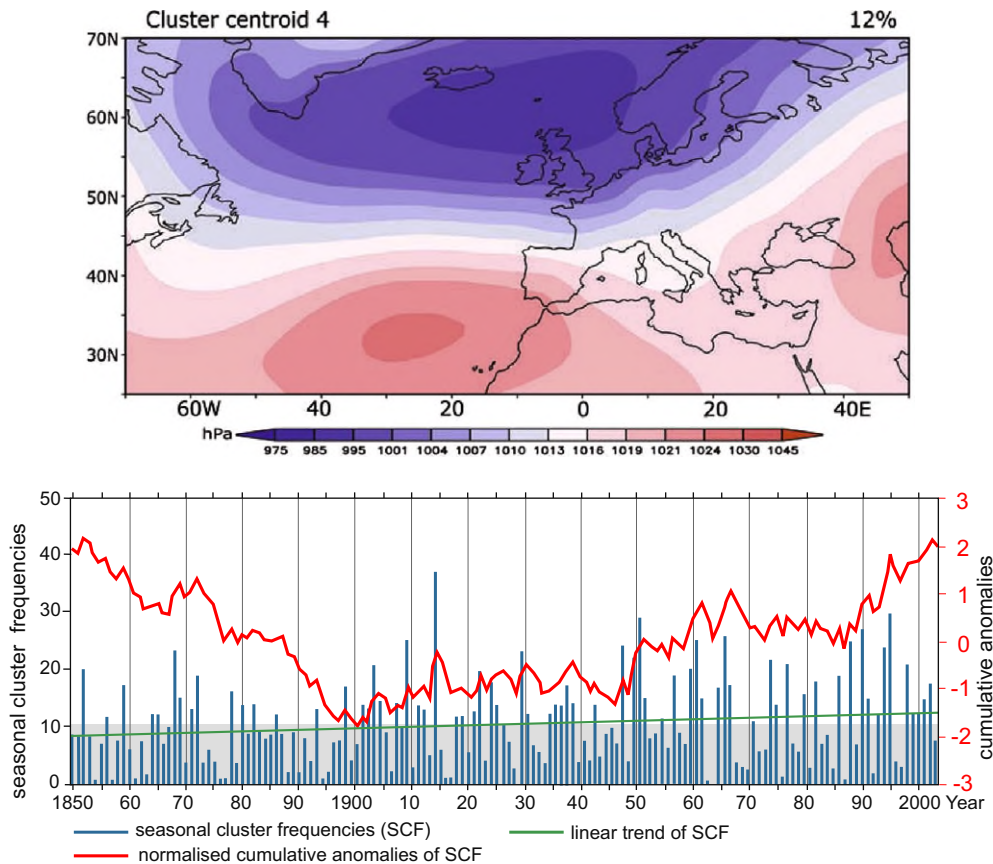 Cluster centroid 4 12%
70N
60N
50N
40N
30N
60W 40 20 0 20 40E
hPa
975 985 995 1001 1004 1007 1010 1013 1016 1019 1021 1024 1030 1045
seasonal cluster frequencies
50
40
30
20
10
0
3
2
1
0
-1
-2
-3
cumulative anomalies
1850 60 70 80 90 1900 10 20 30 40 50 60 70 80 90 2000 Year
seasonal cluster frequencies (SCF)
linear trend of SCF
normalised cumulative anomalies of SCF